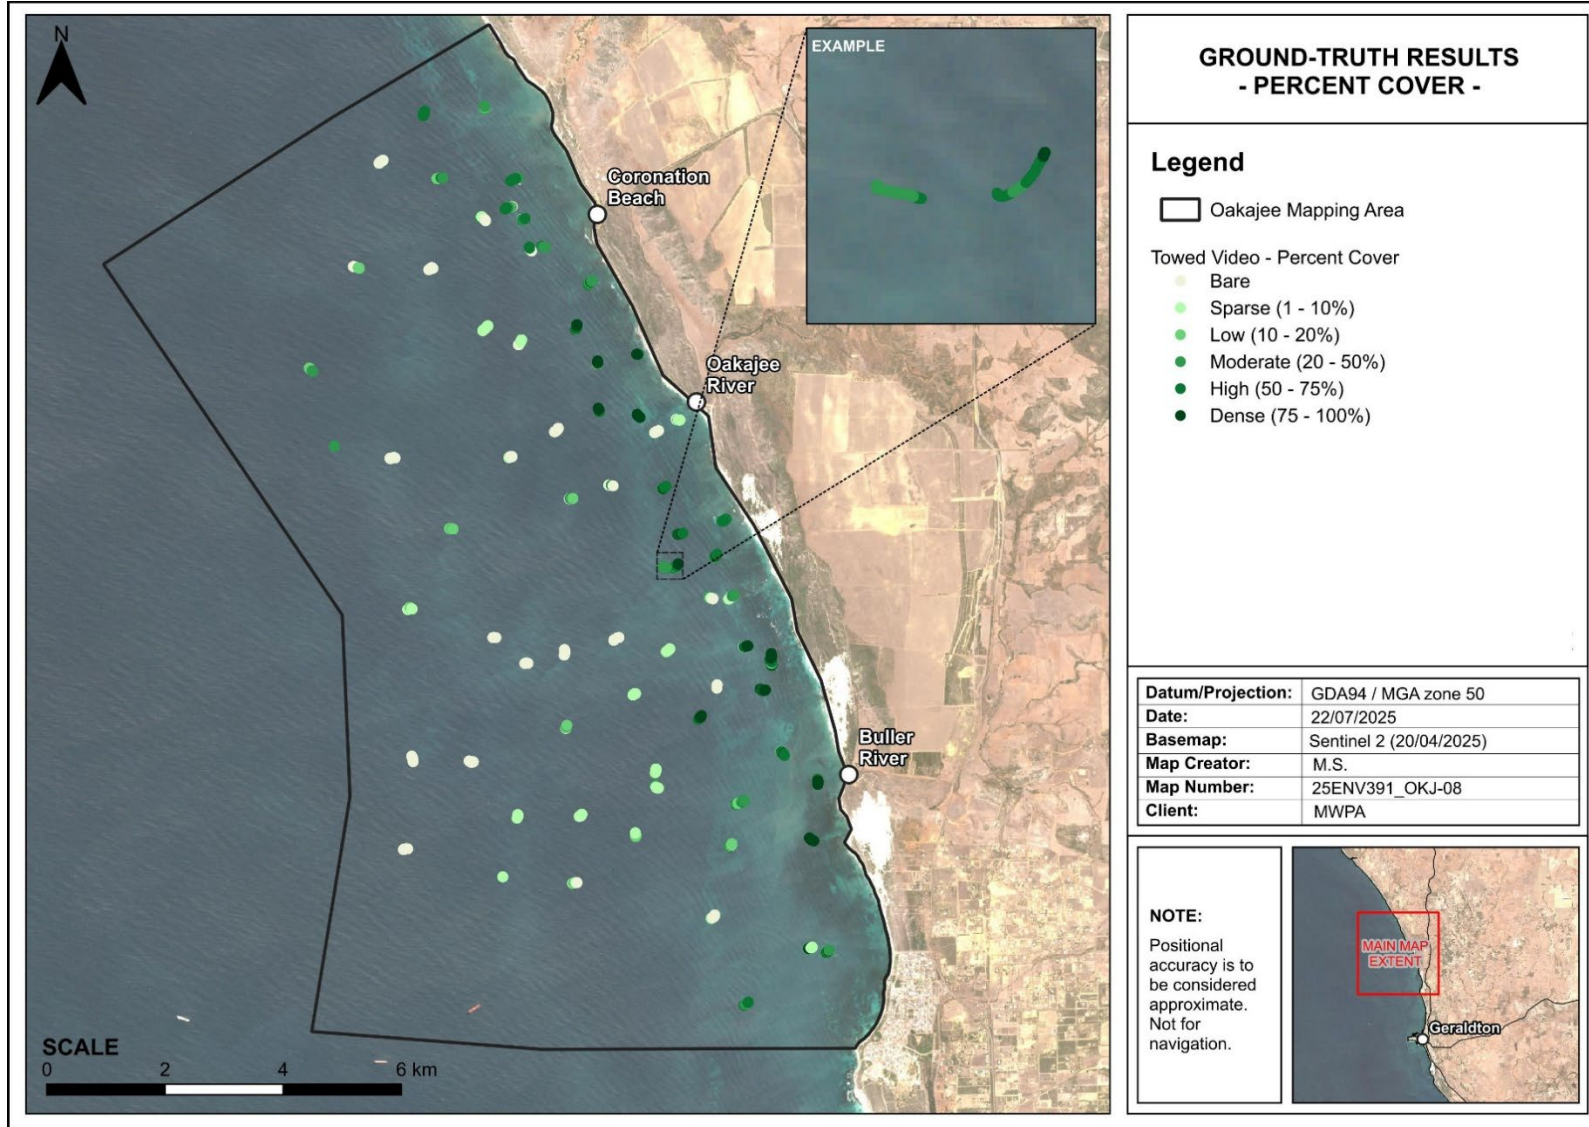 N
EXAMPLE
Coronation
Beach
Oakajee
River
Buller
River
SCALE
0 2 4 6 km
GROUND-TRUTH RESULTS
- PERCENT COVER -
Legend
Oakajee Mapping Area
Towed Video - Percent Cover
Bare
Sparse (1 - 10%)
Low (10 - 20%)
Moderate (20 - 50%)
High (50 - 75%)
Dense (75 - 100%)
Datum/Projection: GDA94 / MGA zone 50
Date: 22/07/2025
Basemap: Sentinel 2 (20/04/2025)
Map Creator: M.S.
Map Number: 25ENV391_OKJ-08
Client: MWPA
NOTE:
Positional
accuracy is to
be considered
approximate.
Not for
navigation.
MAIN MAP
EXTENT
Geraldton